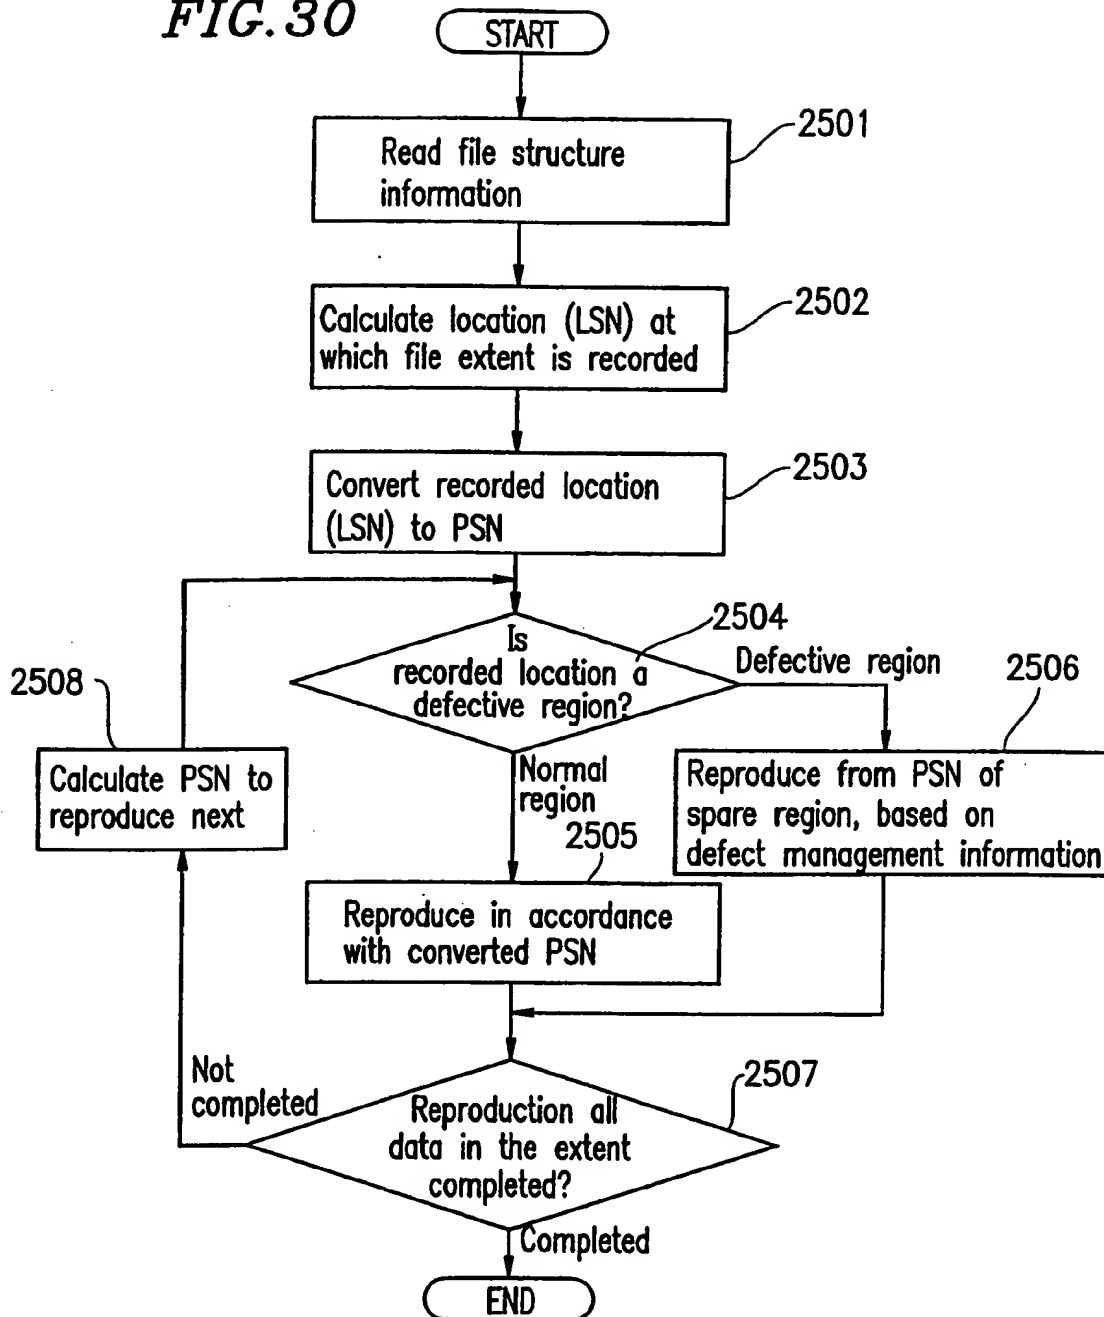 FIG. 30
START
2501
Read file structure
information
2502
Calculate location (LSN) at
which file extent is recorded
2503
Convert recorded location
(LSN) to PSN
2504
Is
recorded location a
defective region?
Defective region
2506
2508
Calculate PSN to
reproduce next
Normal
region
Reproduce from PSN of
spare region, based on
defect management information
2505
Reproduce in accordance
with converted PSN
Not
completed
2507
Reproduction all
data in the extent
completed?
Completed
END